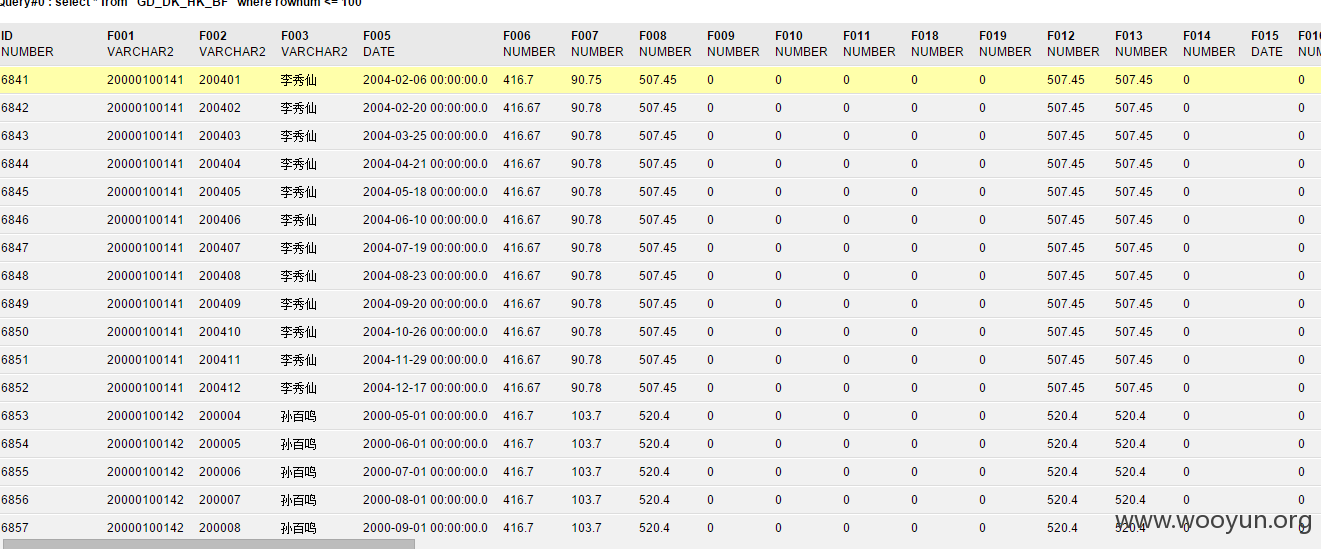 Query#0 : select * from "GD_DK_HK_BF" where rownum <= 100
ID F001 F002 F003 F005 F006 F007 F008 F009 F010 F011 F018 F019 F012 F013 F014 F015
NUMBER VARCHAR2 VARCHAR2 VARCHAR2 DATE NUMBER NUMBER NUMBER NUMBER NUMBER NUMBER NUMBER NUMBER NUMBER NUMBER NUMBER DATE
6841 20000100141 200401 李秀仙 2004-02-06 00:00:00.0 416.7 90.75 507.45 0 0 0 0 0 507.45 507.45 0 0
6842 20000100141 200402 李秀仙 2004-02-20 00:00:00.0 416.67 90.78 507.45 0 0 0 0 0 507.45 507.45 0 0
6843 20000100141 200403 李秀仙 2004-03-25 00:00:00.0 416.67 90.78 507.45 0 0 0 0 0 507.45 507.45 0 0
6844 20000100141 200404 李秀仙 2004-04-21 00:00:00.0 416.67 90.78 507.45 0 0 0 0 0 507.45 507.45 0 0
6845 20000100141 200405 李秀仙 2004-05-18 00:00:00.0 416.67 90.78 507.45 0 0 0 0 0 507.45 507.45 0 0
6846 20000100141 200406 李秀仙 2004-06-10 00:00:00.0 416.67 90.78 507.45 0 0 0 0 0 507.45 507.45 0 0
6847 20000100141 200407 李秀仙 2004-07-19 00:00:00.0 416.67 90.78 507.45 0 0 0 0 0 507.45 507.45 0 0
6848 20000100141 200408 李秀仙 2004-08-23 00:00:00.0 416.67 90.78 507.45 0 0 0 0 0 507.45 507.45 0 0
6849 20000100141 200409 李秀仙 2004-09-20 00:00:00.0 416.67 90.78 507.45 0 0 0 0 0 507.45 507.45 0 0
6850 20000100141 200410 李秀仙 2004-10-26 00:00:00.0 416.67 90.78 507.45 0 0 0 0 0 507.45 507.45 0 0
6851 20000100141 200411 李秀仙 2004-11-29 00:00:00.0 416.67 90.78 507.45 0 0 0 0 0 507.45 507.45 0 0
6852 20000100141 200412 李秀仙 2004-12-17 00:00:00.0 416.67 90.78 507.45 0 0 0 0 0 507.45 507.45 0 0
6853 20000100142 200004 孙百鸣 2000-05-01 00:00:00.0 416.7 103.7 520.4 0 0 0 0 0 520.4 520.4 0 0
6854 20000100142 200005 孙百鸣 2000-06-01 00:00:00.0 416.7 103.7 520.4 0 0 0 0 0 520.4 520.4 0 0
6855 20000100142 200006 孙百鸣 2000-07-01 00:00:00.0 416.7 103.7 520.4 0 0 0 0 0 520.4 520.4 0 0
6856 20000100142 200007 孙百鸣 2000-08-01 00:00:00.0 416.7 103.7 520.4 0 0 0 0 0 520.4 520.4 0 0
6857 20000100142 200008 孙百鸣 2000-09-01 00:00:00.0 416.7 103.7 520.4 0 0 0 0 0 520.4 520.4 0 0
www.wooyun.org